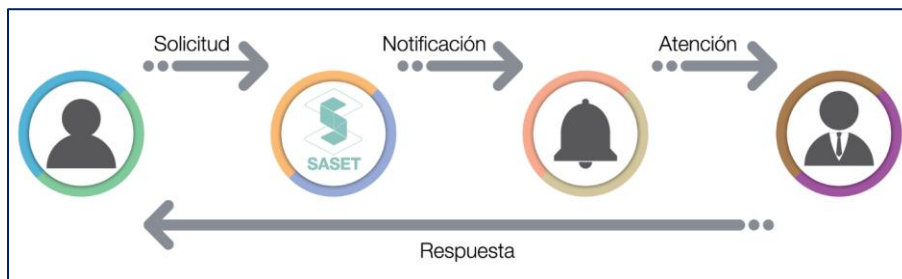 Solicitud
Notificación
Atención
SASET
Respuesta